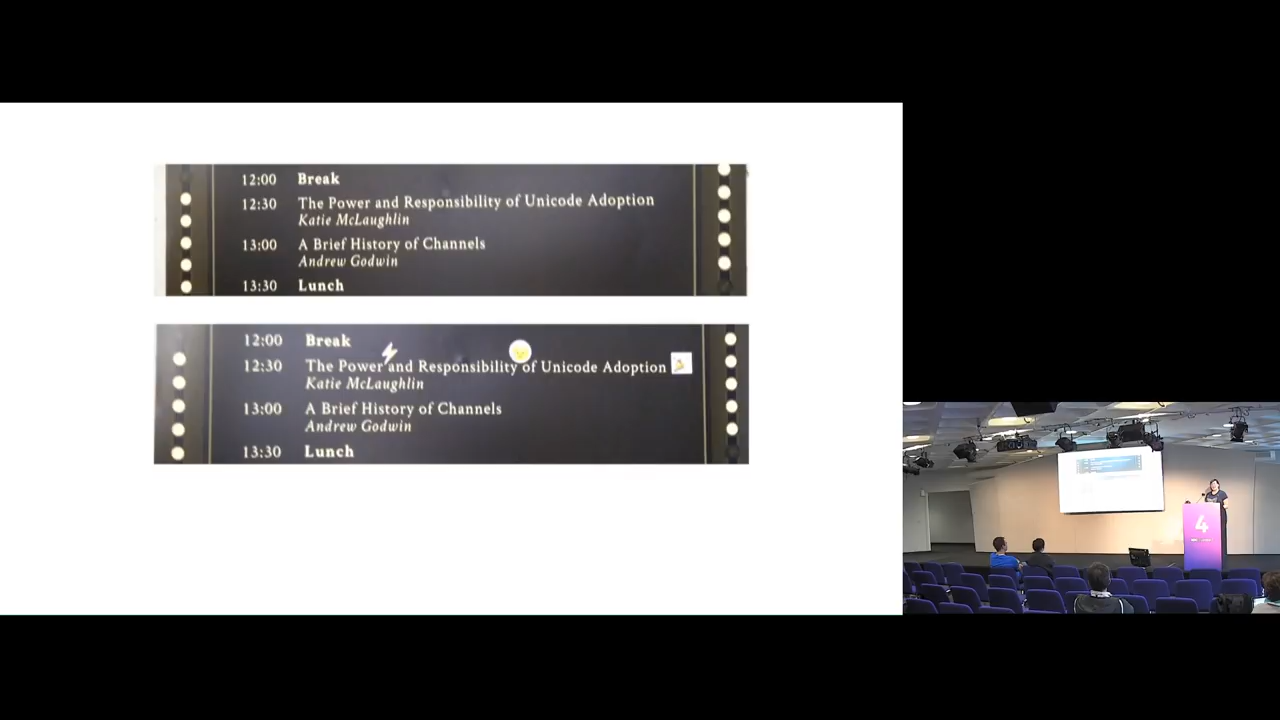 12:00 Break
12:30 The Power and Responsibility of Unicode Adoption
Katie McLaughlin
13:00 A Brief History of Channels
Andrew Godwin
13:30 Lunch
12:00 Break
12:30 The Power and Responsibility of Unicode Adoption
Katie McLaughlin
13:00 A Brief History of Channels
Andrew Godwin
13:30 Lunch
4